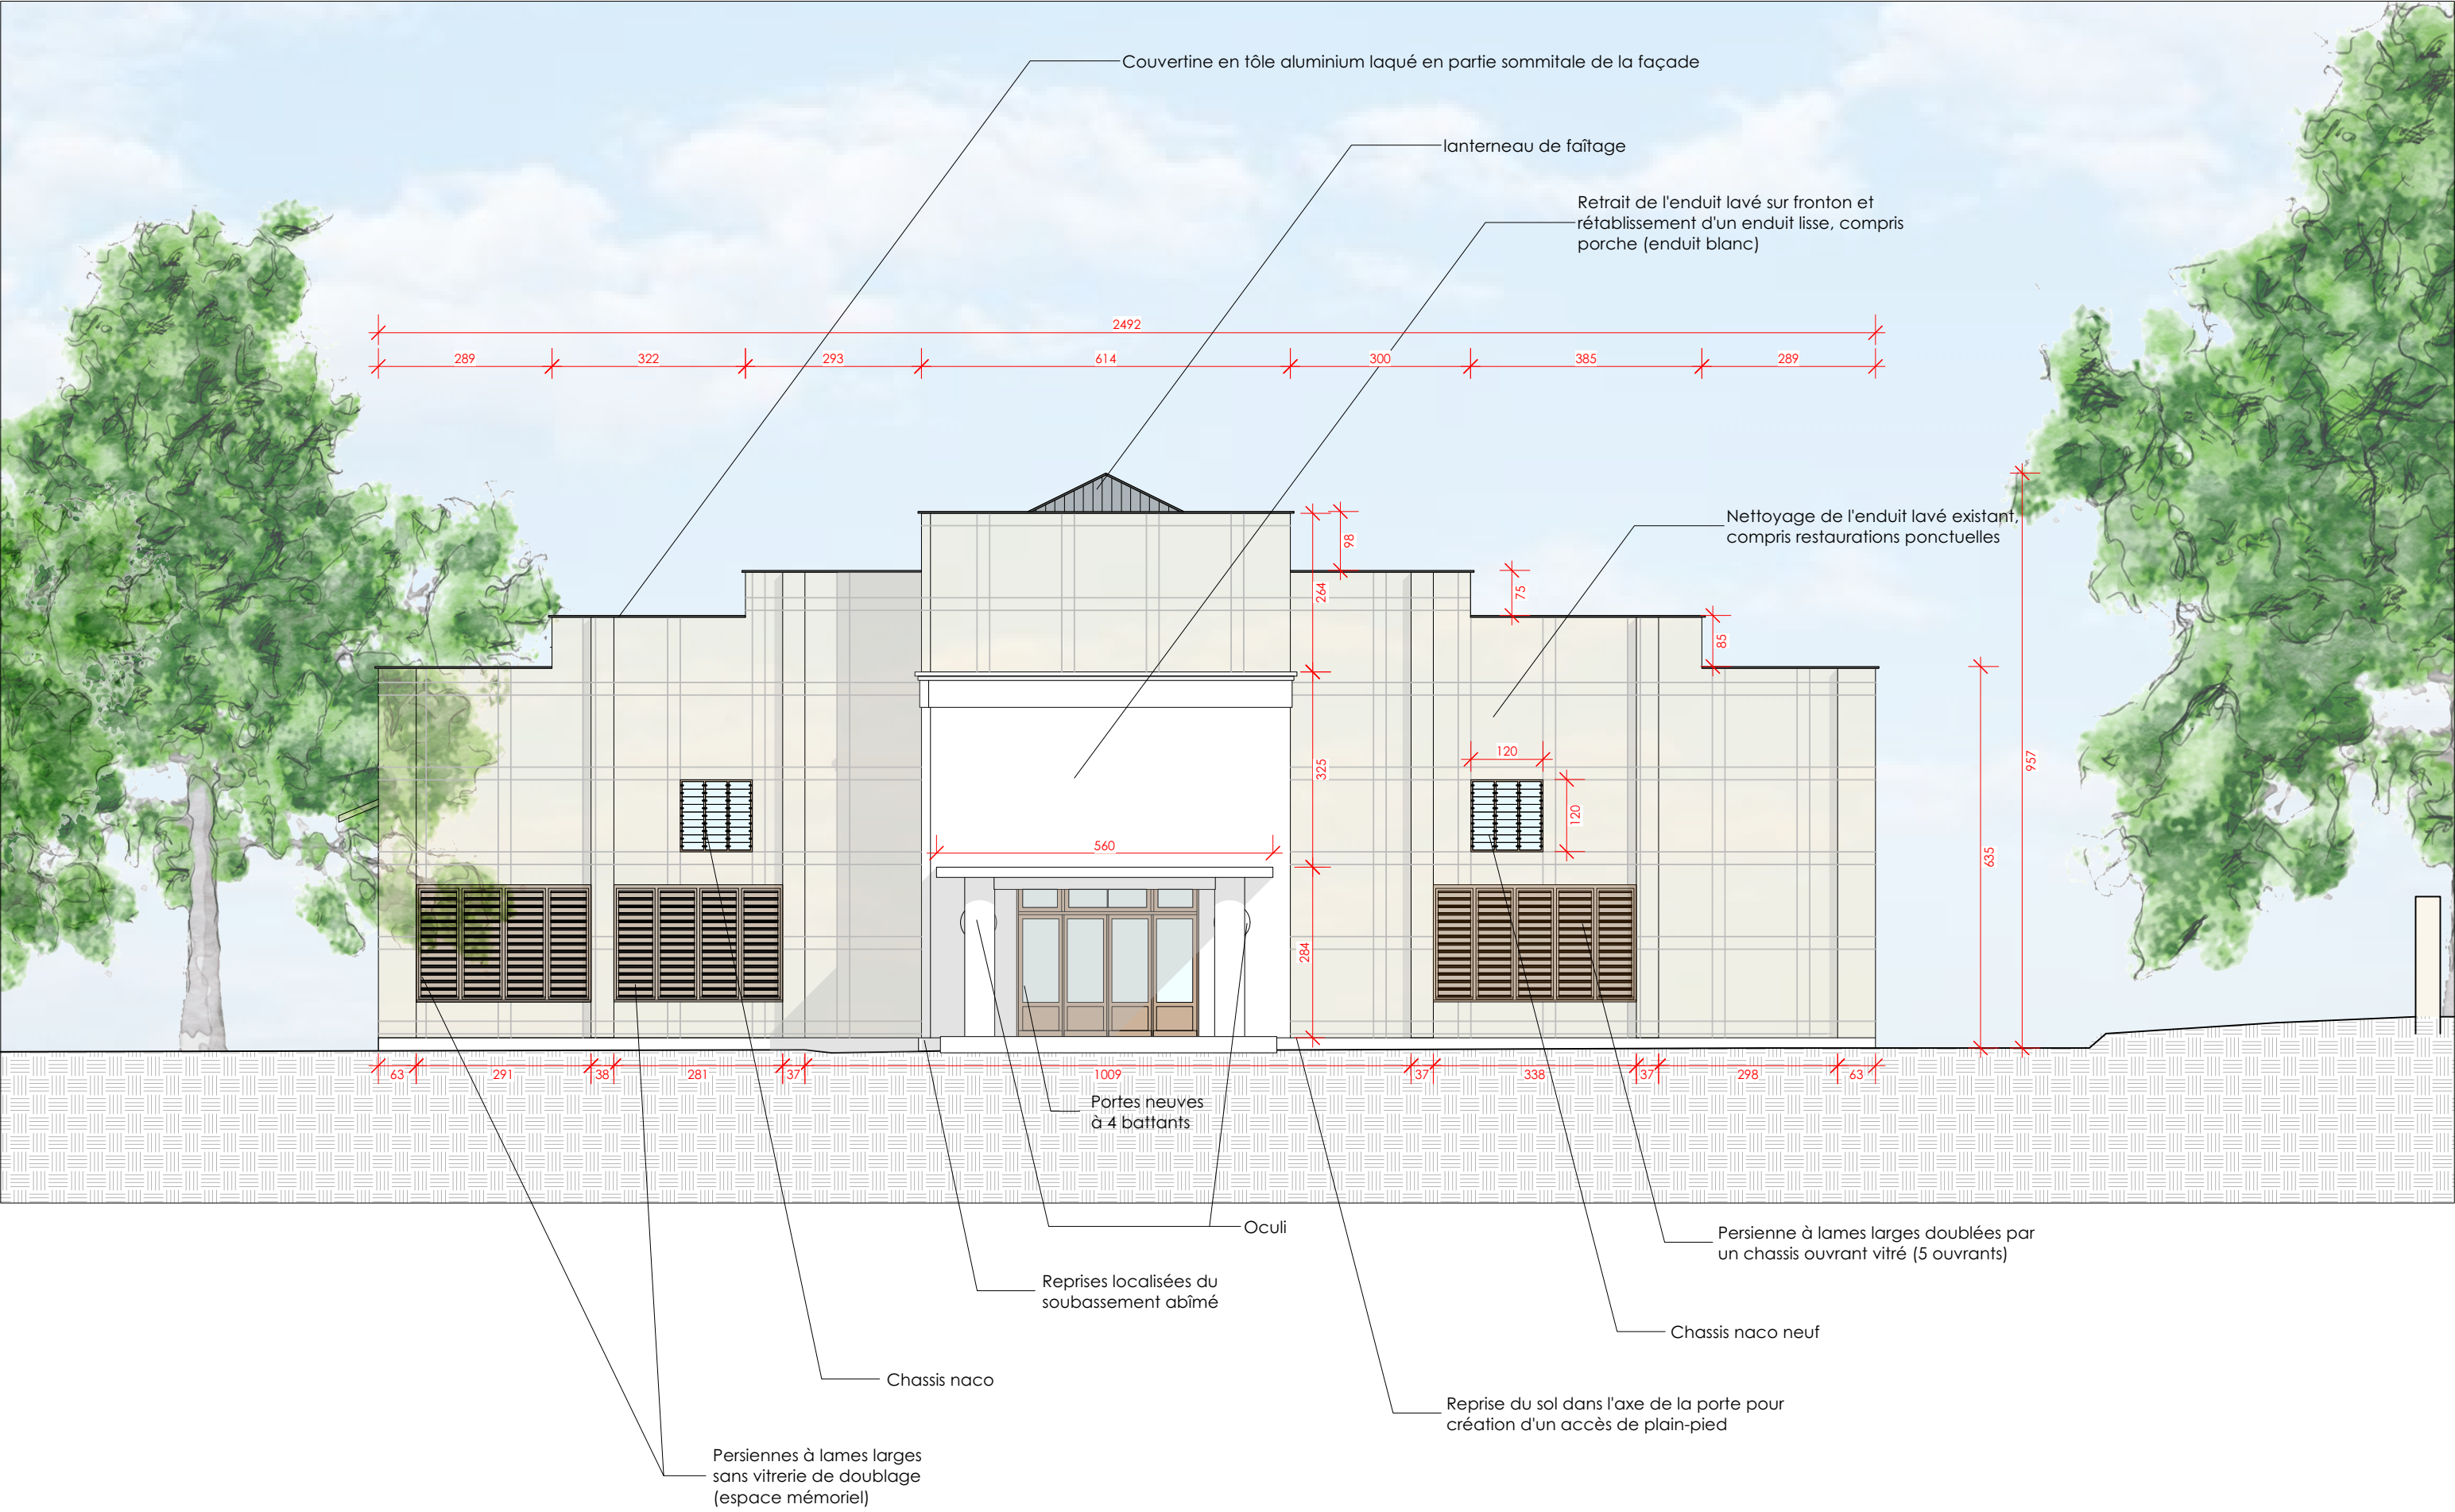 Couvertine en tôle aluminium laqué en partie sommitale de la façade
lanterneau de faîtage
Retrait de l'enduit lavé sur fronton et
rétablissement d'un enduit lisse, compris
porche (enduit blanc)
2492
289 322 293 614 300 385 289
Nettoyage de l'enduit lavé existant,
compris restaurations ponctuelles
98
264
75
85
325
120
120
957
635
560
284
63 291 38 281 37 1009 37 338 37 298 63
Portes neuves
à 4 battants
Oculi
Persienne à lames larges doublées par
un chassis ouvrant vitré (5 ouvrants)
Reprises localisées du
soubassement abîmé
Chassis naco neuf
Chassis naco
Reprise du sol dans l'axe de la porte pour
création d'un accès de plain-pied
Persiennes à lames larges
sans vitrerie de doublage
(espace mémoriel)